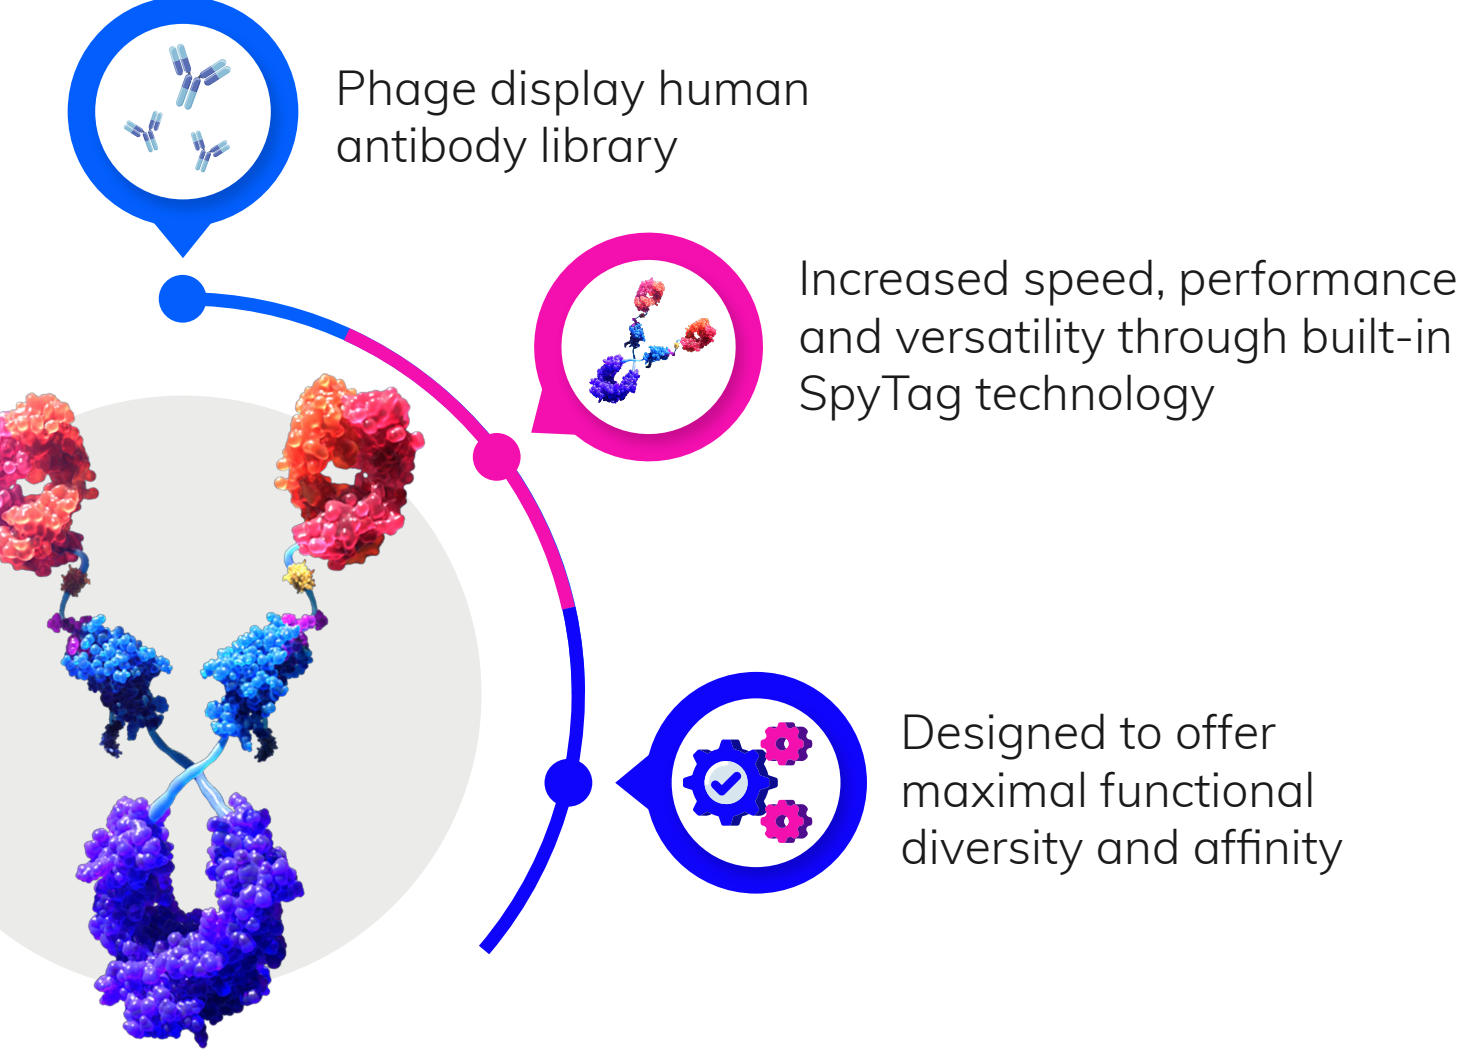 Phage display human
antibody library
Increased speed, performance
and versatility through built-in
SpyTag technology
Designed to offer
maximal functional
diversity and affinity